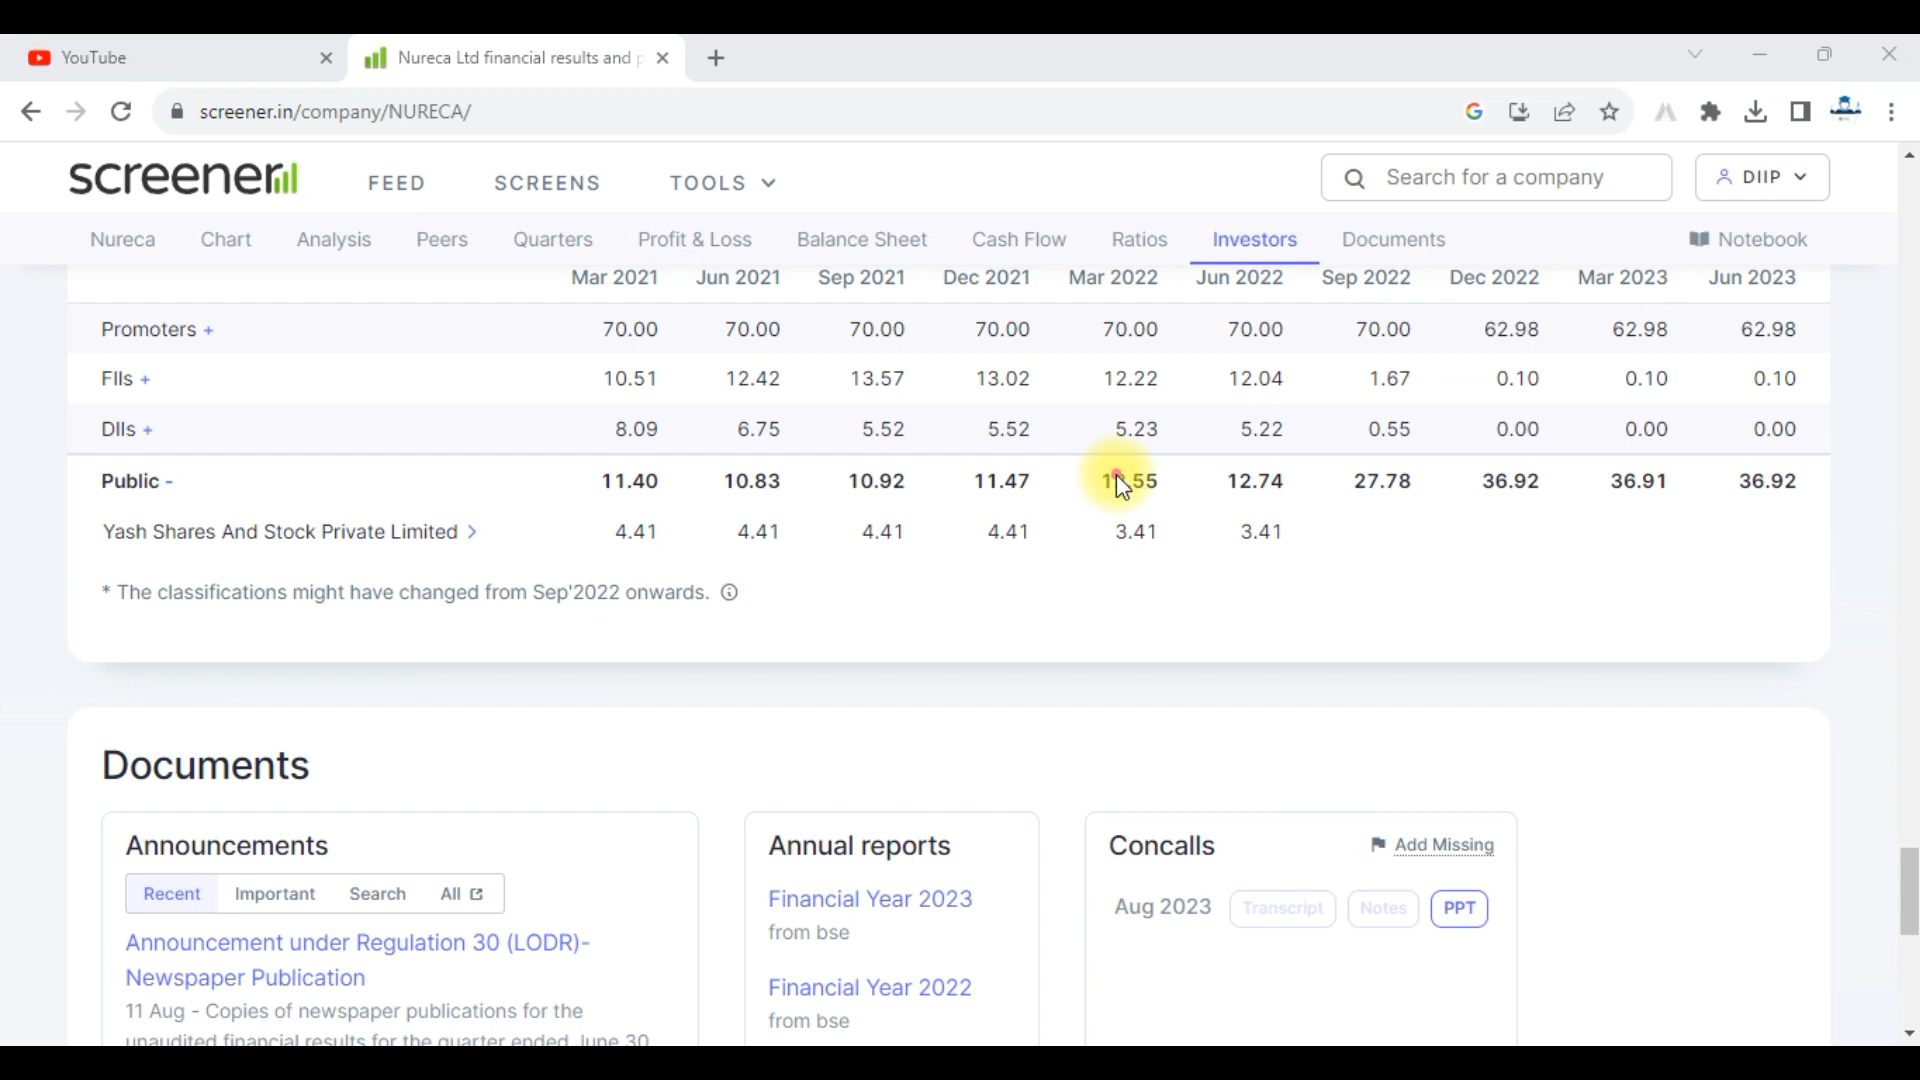 YouTube
Nureca Ltd financial results and
screener.in/company/NURECA/
screener
FEED SCREENS TOOLS
Search for a company
DIIP
Nureca Chart Analysis Peers Quarters Profit & Loss Balance Sheet Cash Flow Ratios Investors Documents Notebook
Mar 2021 Jun 2021 Sep 2021 Dec 2021 Mar 2022 Jun 2022 Sep 2022 Dec 2022 Mar 2023 Jun 2023
Promoters + 70.00 70.00 70.00 70.00 70.00 70.00 70.00 62.98 62.98 62.98
FIIs + 10.51 12.42 13.57 13.02 12.22 12.04 1.67 0.10 0.10 0.10
DIIs + 8.09 6.75 5.52 5.52 5.23 5.22 0.55 0.00 0.00 0.00
Public - 11.40 10.83 10.92 11.47 12.74 27.78 36.92 36.91 36.92
Yash Shares And Stock Private Limited > 4.41 4.41 4.41 4.41 3.41 3.41
* The classifications might have changed from Sep'2022 onwards.
Documents
Announcements
Recent Important Search All
Announcement under Regulation 30 (LODR)-
Newspaper Publication
11 Aug - Copies of newspaper publications for the
unaudited financial results for the quarter ended June 30
Annual reports
Financial Year 2023
from bse
Financial Year 2022
from bse
Concalls
Add Missing
Aug 2023 Transcript Notes PPT